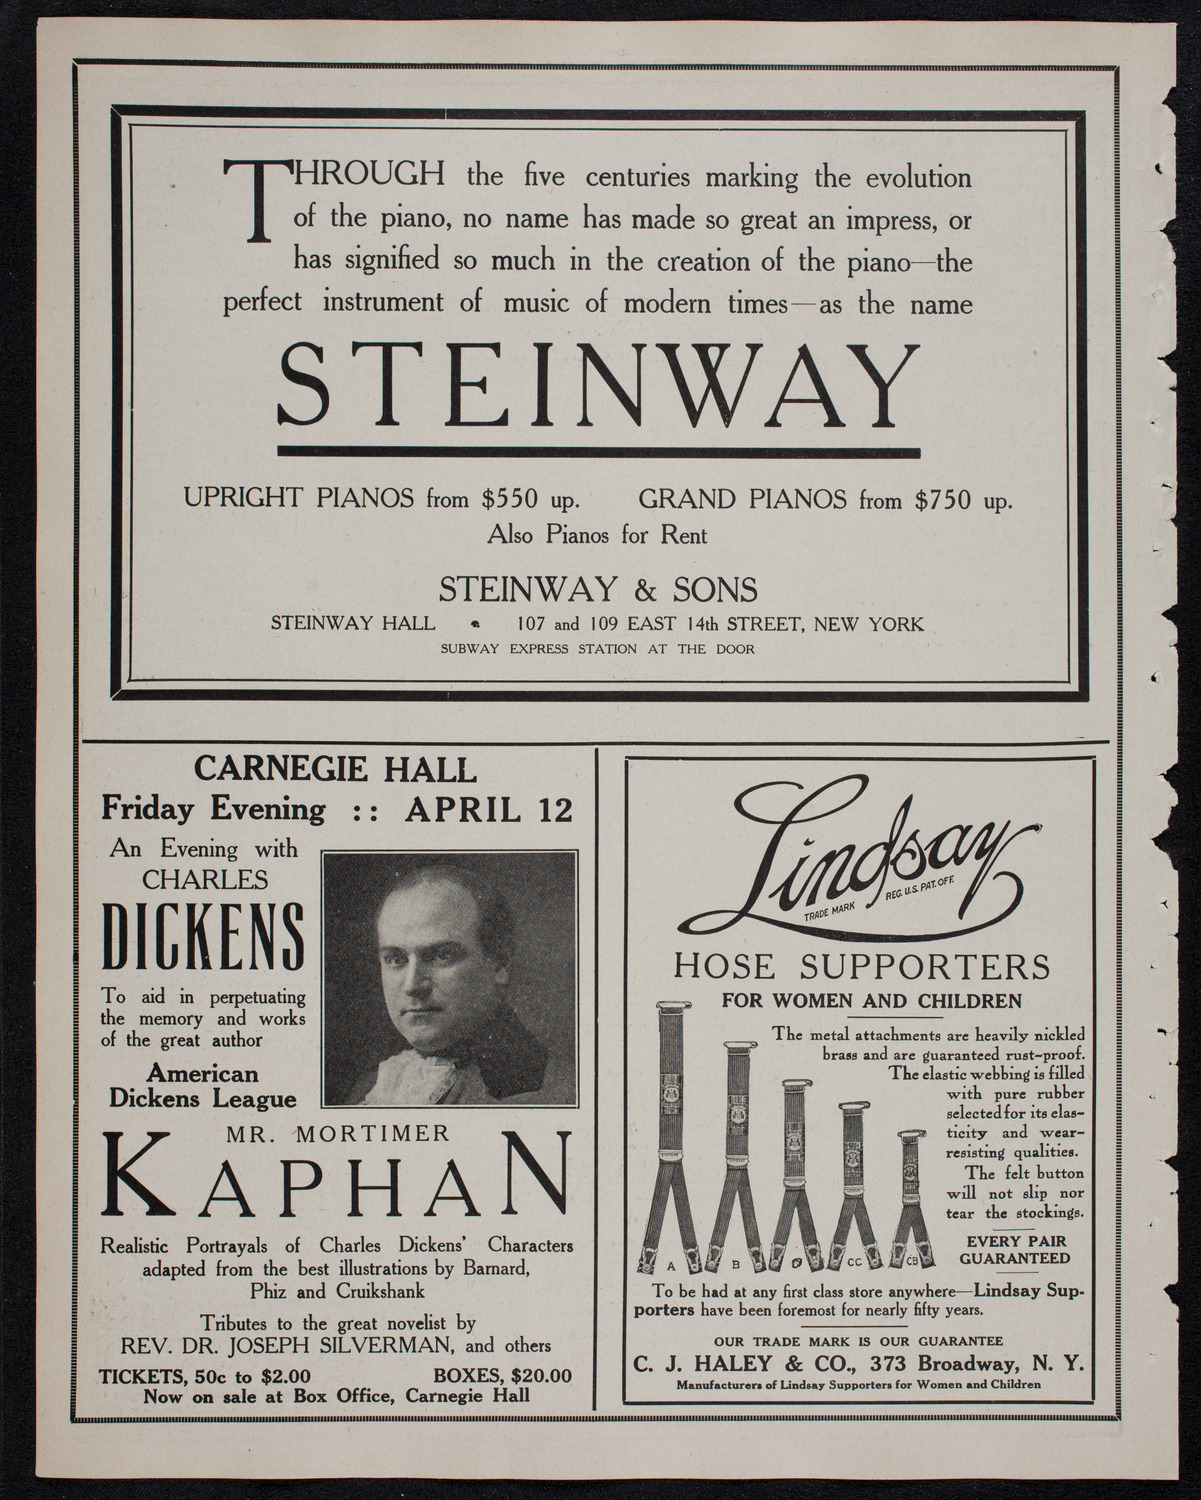 THROUGH the five centuries marking the evolution
of the piano, no name has made so great an impress, or
has signified so much in the creation of the piano—the
perfect instrument of music of modern times—as the name
STEINWAY
UPRIGHT PIANOS from $550 up. GRAND PIANOS from $750 up.
Also Pianos for Rent
STEINWAY & SONS
STEINWAY HALL 107 and 109 EAST 14th STREET, NEW YORK
SUBWAY EXPRESS STATION AT THE DOOR
CARNEGIE HALL
Friday Evening :: APRIL 12
An Evening with
CHARLES
DICKENS
To aid in perpetuating
the memory and works
of the great author
American
Dickens League
MR. MORTIMER
KAPHAN
Realistic Portrayals of Charles Dickens' Characters
adapted from the best illustrations by Barnard,
Phiz and Cruikshank
Tributes to the great novelist by
REV. DR. JOSEPH SILVERMAN, and others
TICKETS, 50c to $2.00 BOXES, $20.00
Now on sale at Box Office, Carnegie Hall
Lindsay
TRADE MARK REG. U.S. PAT. OFF.
HOSE SUPPORTERS
FOR WOMEN AND CHILDREN
The metal attachments are heavily nickled
brass and are guaranteed rust-proof.
The elastic webbing is filled
with pure rubber
selected for its elas-
ticity and wear-
resisting qualities.
The felt button
will not slip nor
tear the stockings.
EVERY PAIR
GUARANTEED
A B D CC CB
To be had at any first class store anywhere—Lindsay Sup-
porters have been foremost for nearly fifty years.
OUR TRADE MARK IS OUR GUARANTEE
C. J. HALEY & CO., 373 Broadway, N. Y.
Manufacturers of Lindsay Supporters for Women and Children